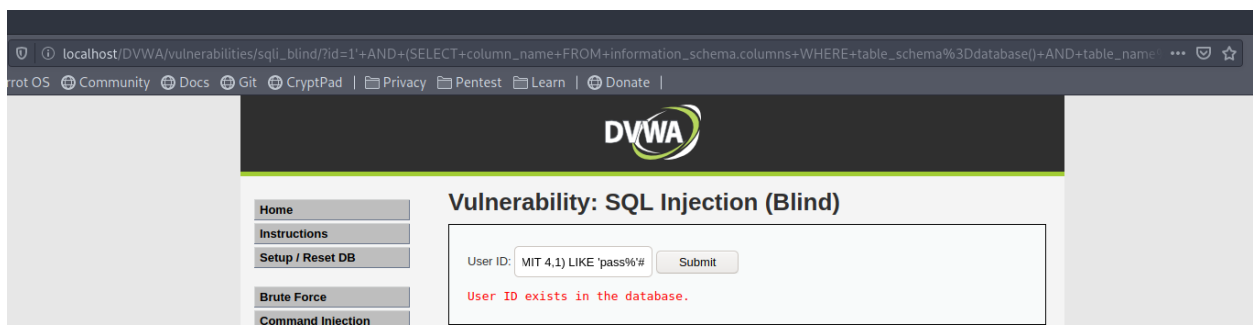 localhost/DVWA/vulnerabilities/sqli_blind/?id=1'+AND+(SELECT+column_name+FROM+information_schema.columns+WHERE+table_schema%3Ddatabase()+AND+table_name
rrot OS Community Docs Git CryptPad | Privacy Pentest Learn | Donate |
DVWA
Vulnerability: SQL Injection (Blind)
Home
Instructions
Setup / Reset DB
User ID: MIT 4,1) LIKE 'pass%'# Submit
Brute Force
User ID exists in the database.
Command Injection